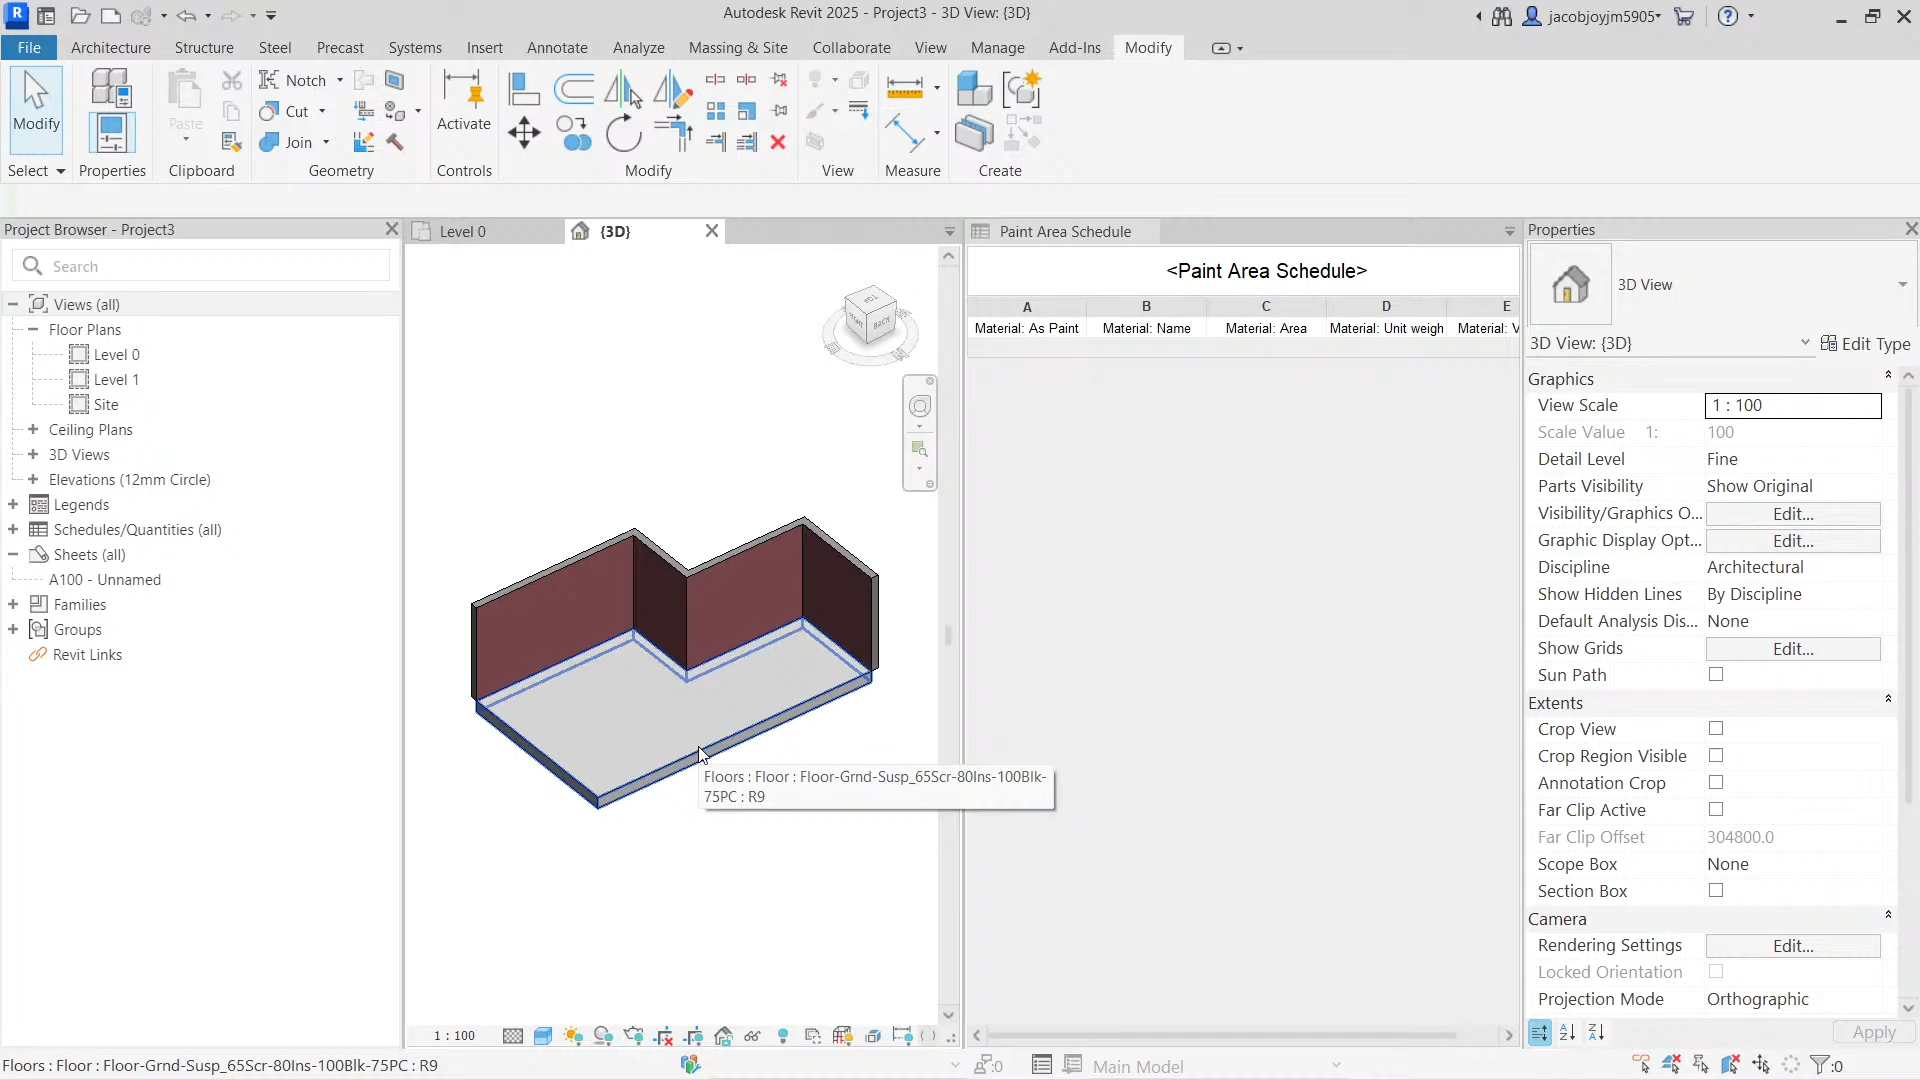 Autodesk Revit 2025 - Project3 - 3D View: {3D}
jacobjoyjm5905
File Architecture Structure Steel Precast Systems Insert Annotate Analyze Massing & Site Collaborate View Manage Add-Ins Modify
Modify
Paste
Notch
Cut
Join
Activate
Select Properties Clipboard Geometry Controls Modify View Measure Create
Project Browser - Project3
Search
Views (all)
Floor Plans
Level 0
Level 1
Site
Ceiling Plans
3D Views
Elevations (12mm Circle)
Legends
Schedules/Quantities (all)
Sheets (all)
A100 - Unnamed
Families
Groups
Revit Links
Level 0
{3D}
TOP
BACK
Floors : Floor : Floor-Grnd-Susp_65Scr-80Ins-100Blk-
75PC : R9
1 : 100
Paint Area Schedule
<Paint Area Schedule>
A B C D E
Material: As Paint Material: Name Material: Area Material: Unit weigh Material: V
Properties
3D View
3D View: {3D} Edit Type
Graphics
View Scale 1 : 100
Scale Value 1: 100
Detail Level Fine
Parts Visibility Show Original
Visibility/Graphics O... Edit...
Graphic Display Opt... Edit...
Discipline Architectural
Show Hidden Lines By Discipline
Default Analysis Dis... None
Show Grids Edit...
Sun Path
Extents
Crop View
Crop Region Visible
Annotation Crop
Far Clip Active
Far Clip Offset 304800.0
Scope Box None
Section Box
Camera
Rendering Settings Edit...
Locked Orientation
Projection Mode Orthographic
Apply
Floors : Floor : Floor-Grnd-Susp_65Scr-80Ins-100Blk-75PC : R9
:0
Main Model
:0